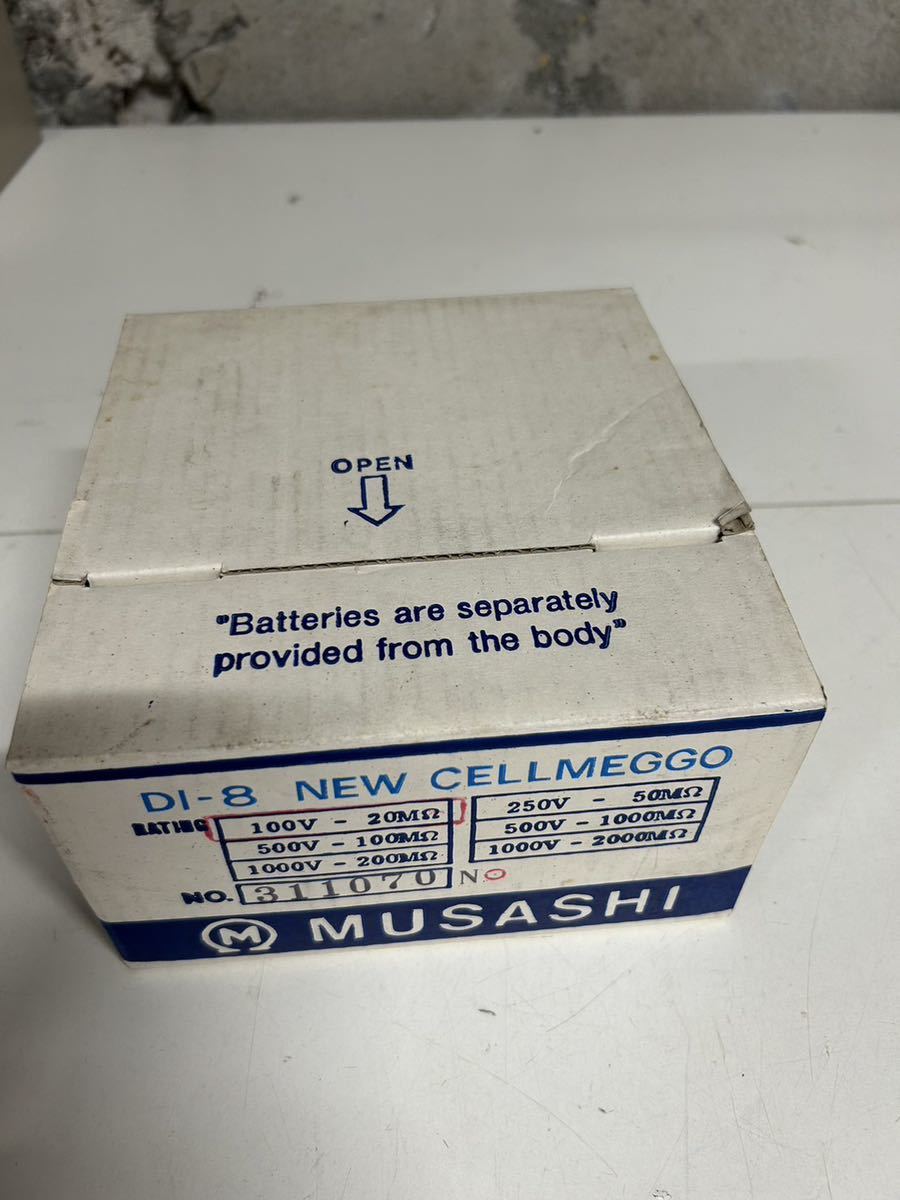 OPEN
"Batteries are separately
provided from the body"
DI-8 NEW CELLMEGGO
RATING
100V - 20MΩ
500V - 100MΩ
1000V - 200MΩ
250V - 50MΩ
500V - 1000MΩ
1000V - 2000MΩ
NO. 311070 N
M MUSASHI